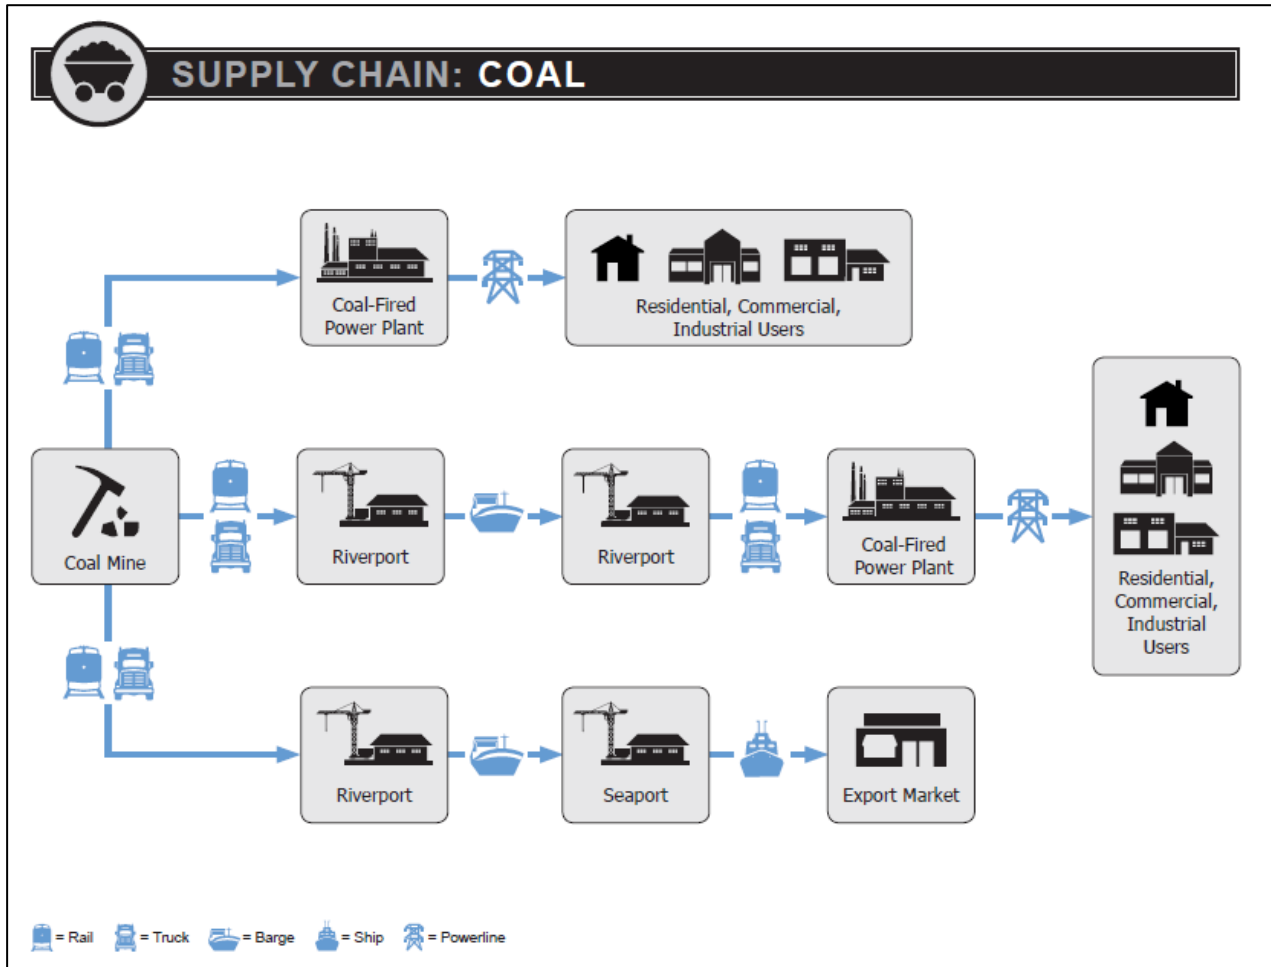 SUPPLY CHAIN: COAL
Coal-Fired
Power Plant
Residential, Commercial,
Industrial Users
Coal Mine
Riverport
Riverport
Coal-Fired
Power Plant
Residential,
Commercial,
Industrial
Users
Riverport
Seaport
Export Market
= Rail
= Truck
= Barge
= Ship
= Powerline